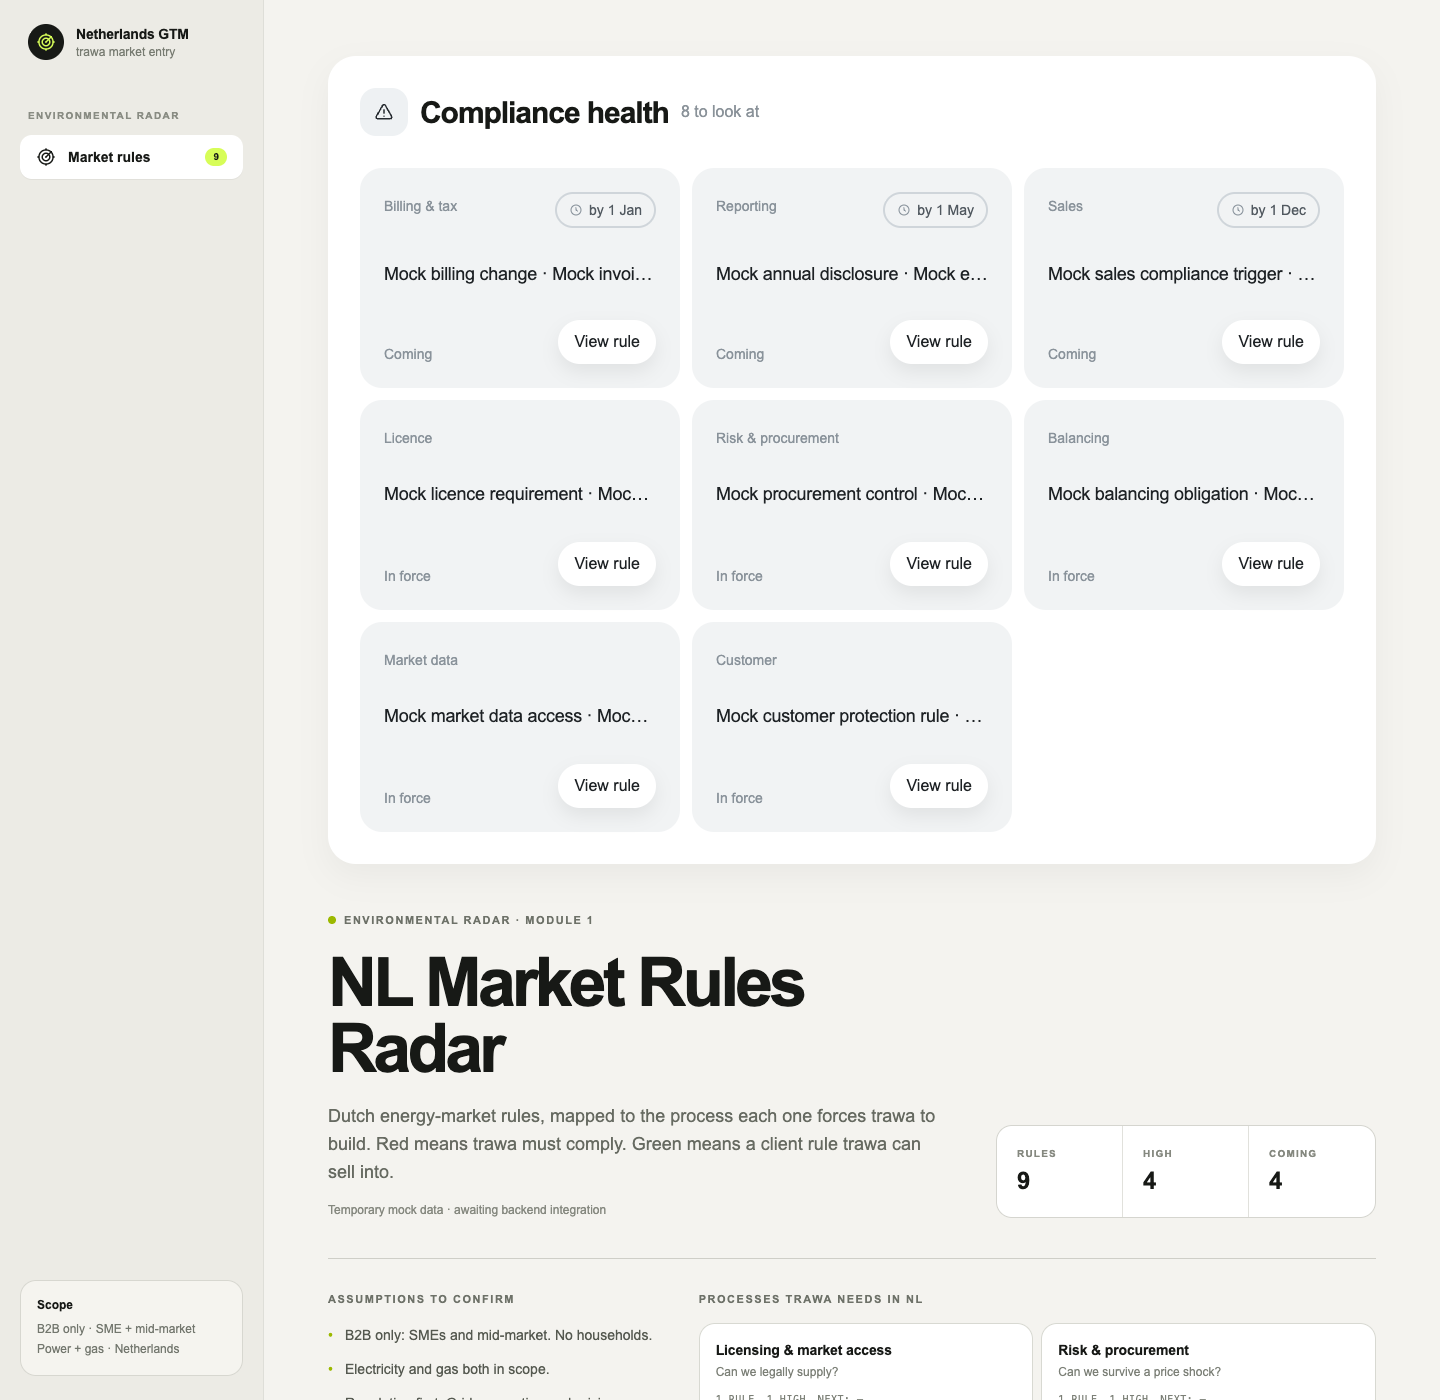 Netherlands GTM
trawa market entry
ENVIRONMENTAL RADAR
Market rules 9
Scope
B2B only · SME + mid-market
Power + gas · Netherlands
Compliance health 8 to look at
Billing & tax by 1 Jan
Mock billing change · Mock invoi…
Coming View rule
Reporting by 1 May
Mock annual disclosure · Mock e…
Coming View rule
Sales by 1 Dec
Mock sales compliance trigger · …
Coming View rule
Licence
Mock licence requirement · Moc…
In force View rule
Risk & procurement
Mock procurement control · Moc…
In force View rule
Balancing
Mock balancing obligation · Moc…
In force View rule
Market data
Mock market data access · Moc…
In force View rule
Customer
Mock customer protection rule · …
In force View rule
ENVIRONMENTAL RADAR · MODULE 1
NL Market Rules
Radar
Dutch energy-market rules, mapped to the process each one forces trawa to
build. Red means trawa must comply. Green means a client rule trawa can
sell into.
Temporary mock data · awaiting backend integration
RULES
9
HIGH
4
COMING
4
ASSUMPTIONS TO CONFIRM
• B2B only: SMEs and mid-market. No households.
• Electricity and gas both in scope.
PROCESSES TRAWA NEEDS IN NL
Licensing & market access
Can we legally supply?
Risk & procurement
Can we survive a price shock?